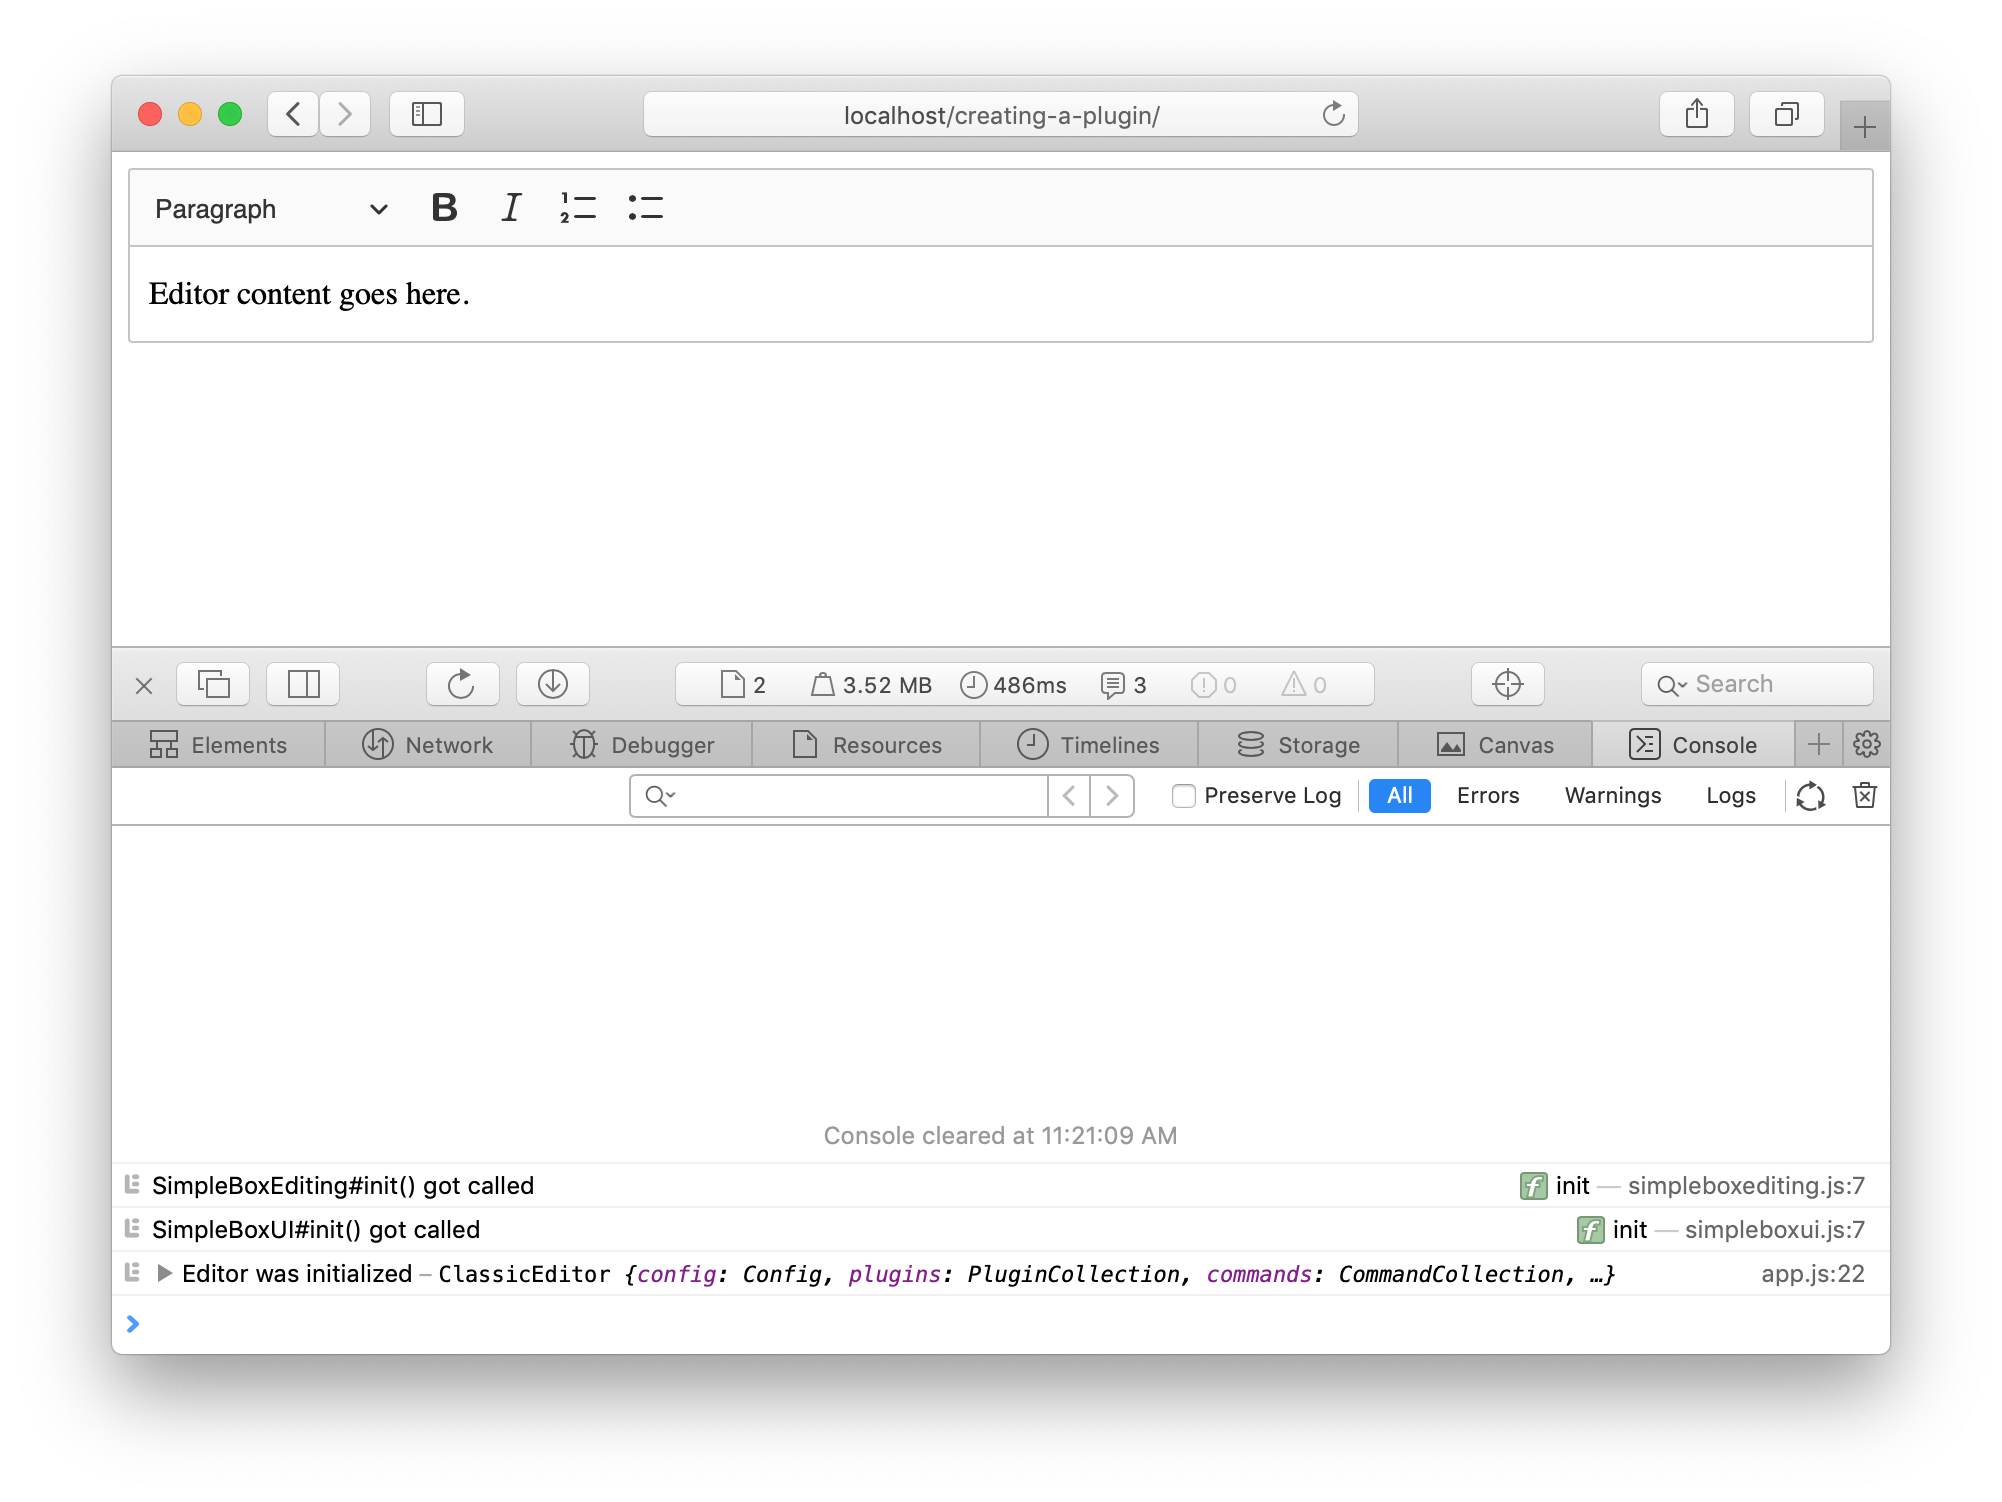 localhost/creating-a-plugin/
Paragraph B I
Editor content goes here.
2 3.52 MB 486ms 3 0 0 Search
Elements Network Debugger Resources Timelines Storage Canvas Console
Preserve Log All Errors Warnings Logs
Console cleared at 11:21:09 AM
SimpleBoxEditing#init() got called f init — simpleboxediting.js:7
SimpleBoxUI#init() got called f init — simpleboxui.js:7
Editor was initialized – ClassicEditor {config: Config, plugins: PluginCollection, commands: CommandCollection, …} app.js:22